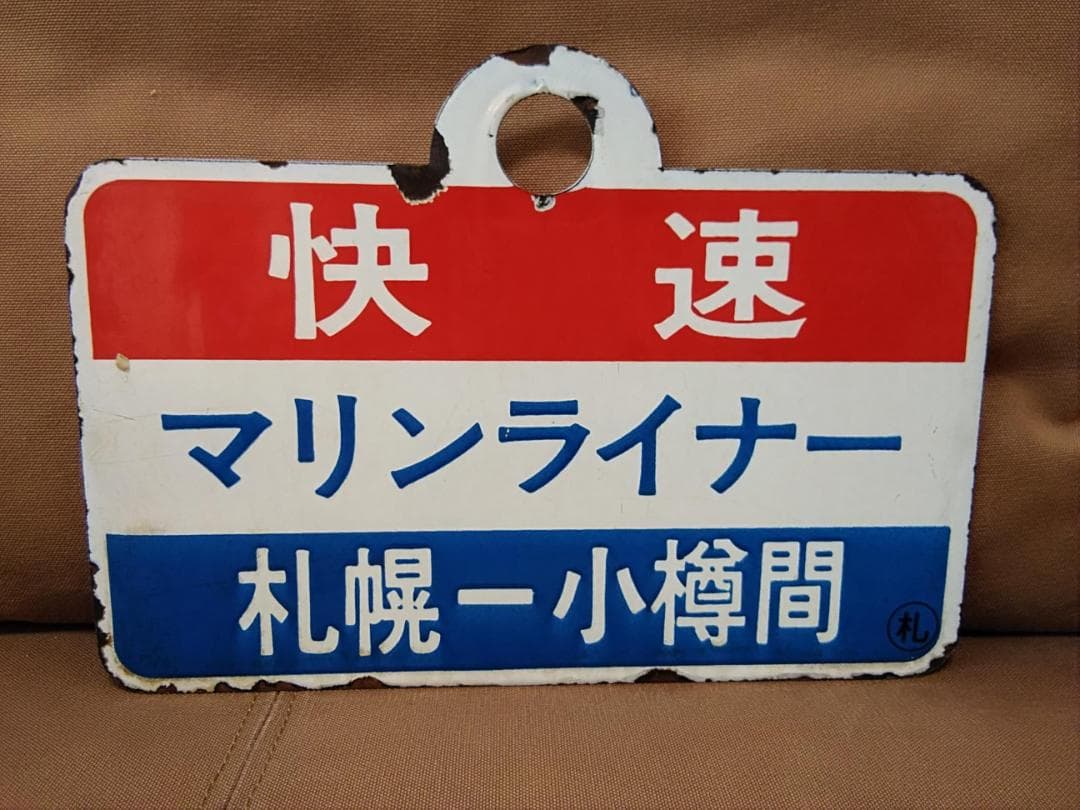 快速
マリンライナー
札幌ー小樽間
札